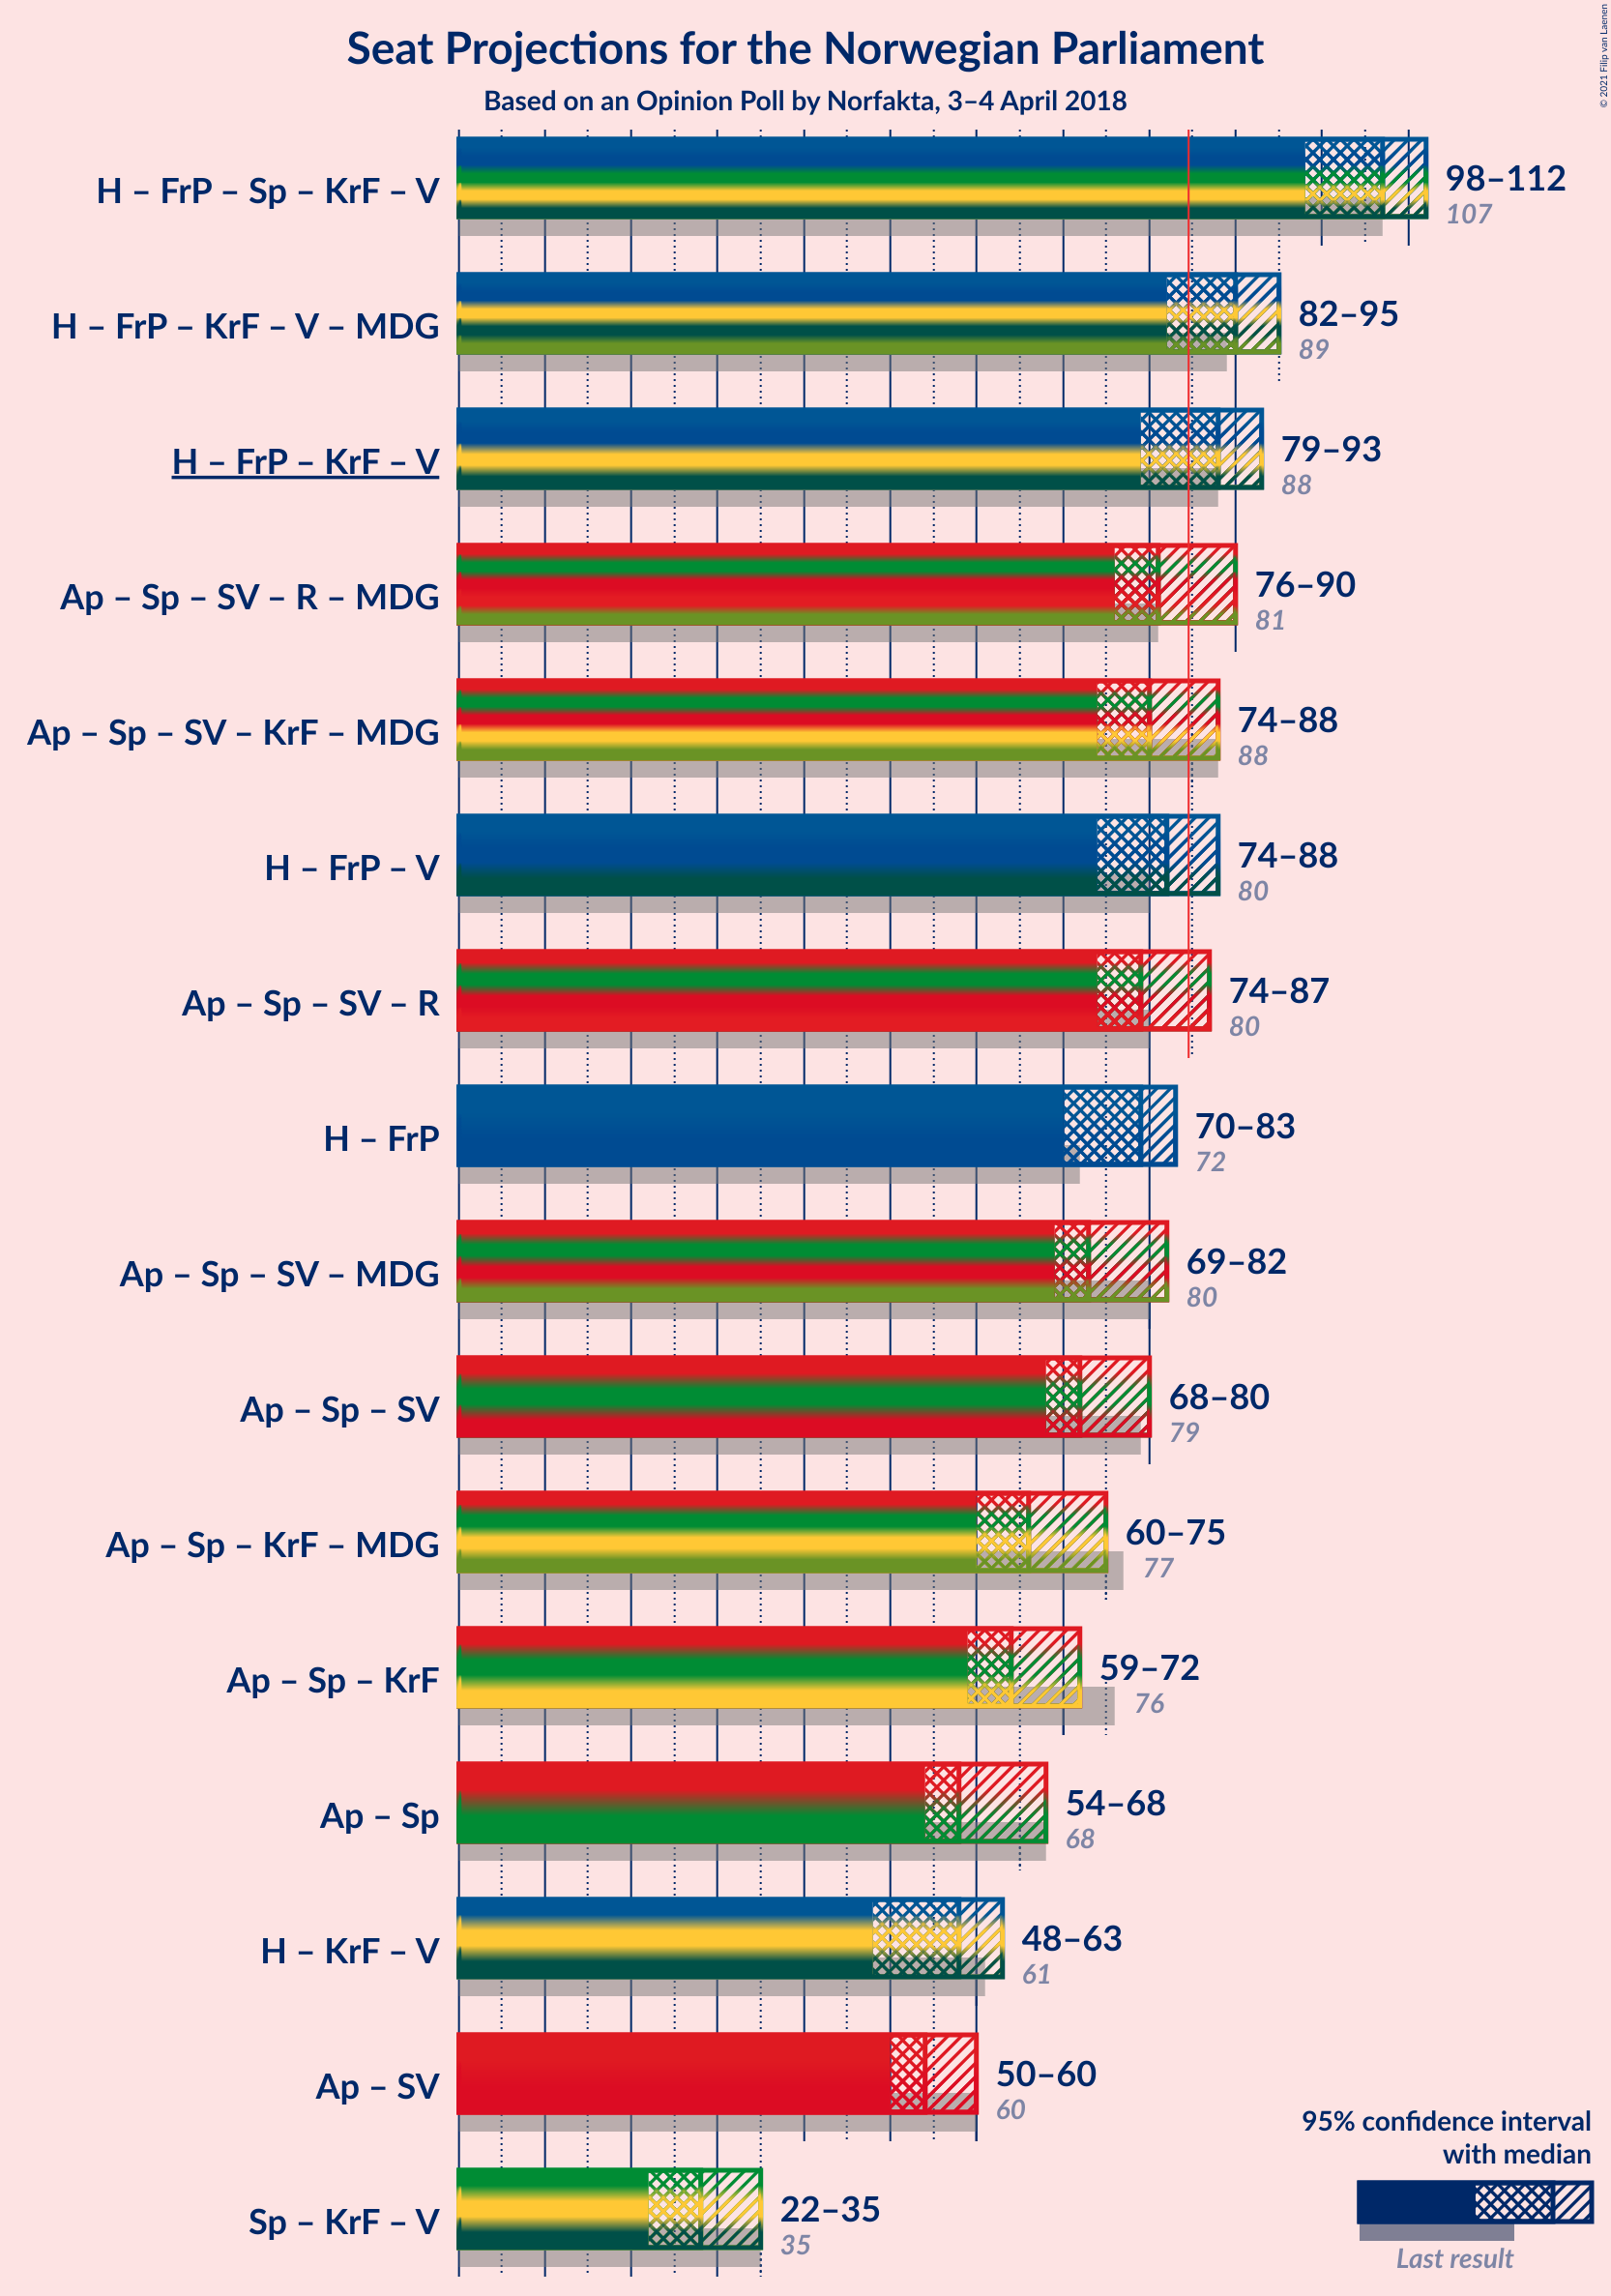 © 2021 Filip van Laenen
Seat Projections for the Norwegian Parliament
Based on an Opinion Poll by Norfakta, 3–4 April 2018
H – FrP – Sp – KrF – V
98–112
107
H – FrP – KrF – V – MDG
82–95
89
H – FrP – KrF – V
79–93
88
Ap – Sp – SV – R – MDG
76–90
81
Ap – Sp – SV – KrF – MDG
74–88
88
H – FrP – V
74–88
80
Ap – Sp – SV – R
74–87
80
H – FrP
70–83
72
Ap – Sp – SV – MDG
69–82
80
Ap – Sp – SV
68–80
79
Ap – Sp – KrF – MDG
60–75
77
Ap – Sp – KrF
59–72
76
Ap – Sp
54–68
68
H – KrF – V
48–63
61
Ap – SV
50–60
60
Sp – KrF – V
22–35
35
95% confidence interval
with median
Last result